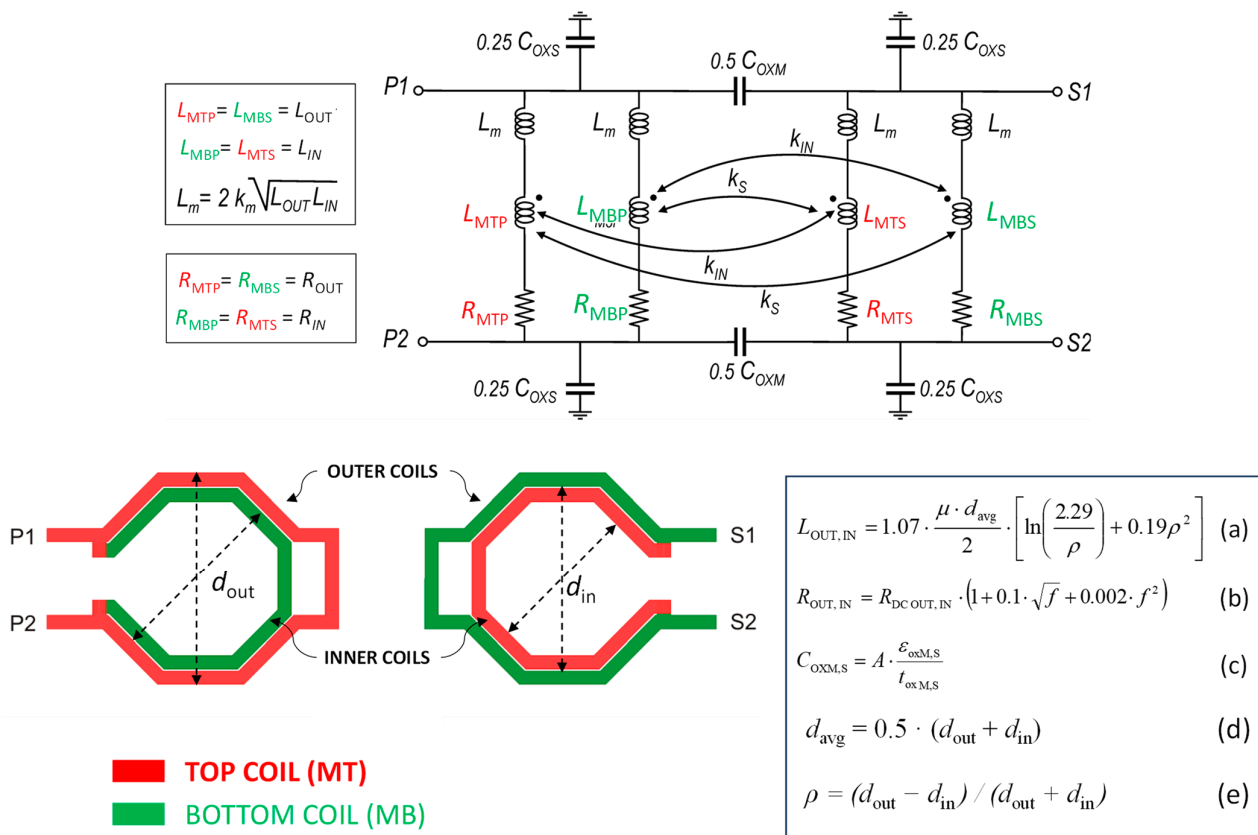 0.25 C_OXS
0.25 C_OXS
0.5 C_OXM
P1
S1
L_MTP = L_MBS = L_OUT
L_MBP = L_MTS = L_IN
L_m = 2 k_m √(L_OUT L_IN)
L_m
L_m
L_m
L_m
k_IN
k_S
L_MTP
L_MBP
L_MTS
L_MBS
k_IN
k_S
R_MTP = R_MBS = R_OUT
R_MBP = R_MTS = R_IN
R_MTP
R_MBP
R_MTS
R_MBS
P2
S2
0.5 C_OXM
0.25 C_OXS
0.25 C_OXS
OUTER COILS
P1
S1
d_out
d_in
P2
S2
INNER COILS
TOP COIL (MT)
BOTTOM COIL (MB)
L_OUT, IN = 1.07 · (μ · d_avg / 2) · [ln(2.29 / ρ) + 0.19ρ²] (a)
R_OUT, IN = R_DC OUT, IN · (1 + 0.1 · √f + 0.002 · f²) (b)
C_OXM,S = A · ε_oxM,S / t_oxM,S (c)
d_avg = 0.5 · (d_out + d_in) (d)
ρ = (d_out − d_in) / (d_out + d_in) (e)